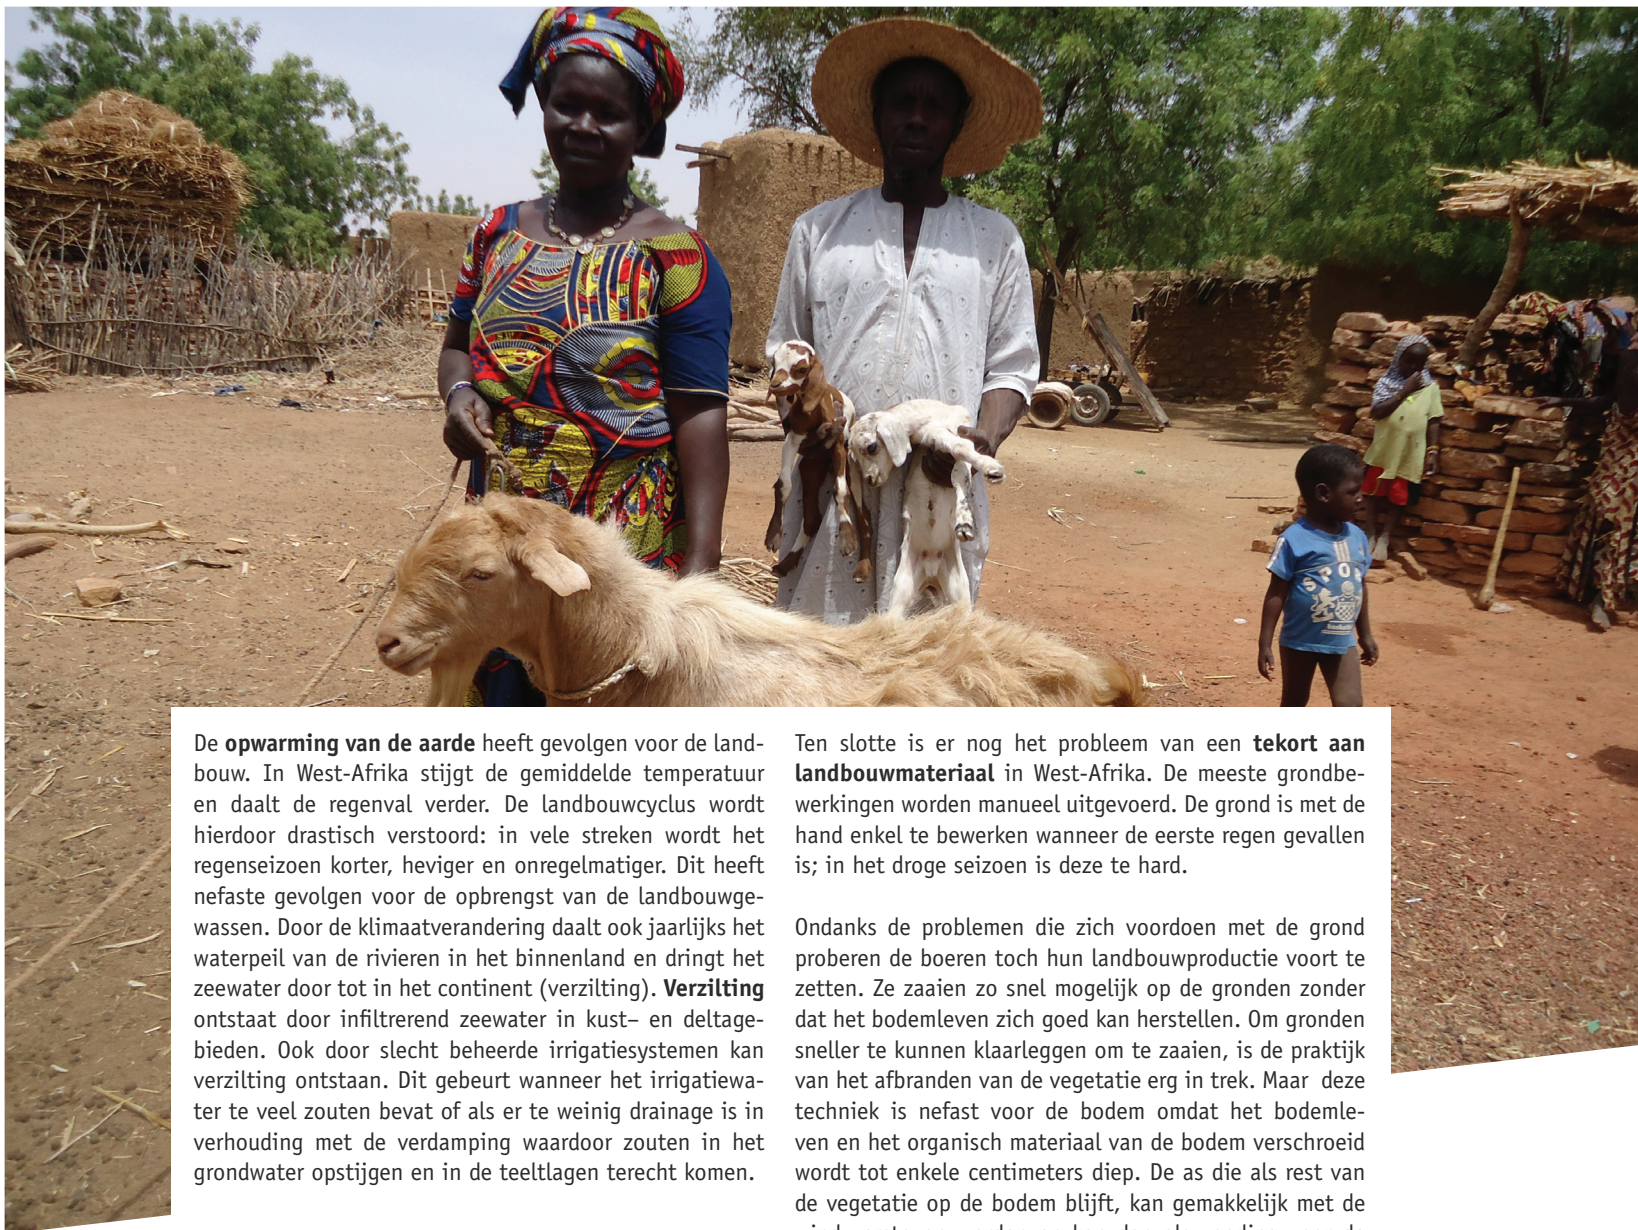 SPO
De opwarming van de aarde heeft gevolgen voor de land-
bouw. In West-Afrika stijgt de gemiddelde temperatuur
en daalt de regenval verder. De landbouwcyclus wordt
hierdoor drastisch verstoord: in vele streken wordt het
regenseizoen korter, heviger en onregelmatiger. Dit heeft
nefaste gevolgen voor de opbrengst van de landbouwge-
wassen. Door de klimaatverandering daalt ook jaarlijks het
waterpeil van de rivieren in het binnenland en dringt het
zeewater door tot in het continent (verzilting). Verzilting
ontstaat door infiltrerend zeewater in kust– en deltage-
bieden. Ook door slecht beheerde irrigatiesystemen kan
verzilting ontstaan. Dit gebeurt wanneer het irrigatiewa-
ter te veel zouten bevat of als er te weinig drainage is in
verhouding met de verdamping waardoor zouten in het
grondwater opstijgen en in de teeltlagen terecht komen.
Ten slotte is er nog het probleem van een tekort aan
landbouwmateriaal in West-Afrika. De meeste grondbe-
werkingen worden manueel uitgevoerd. De grond is met de
hand enkel te bewerken wanneer de eerste regen gevallen
is; in het droge seizoen is deze te hard.
Ondanks de problemen die zich voordoen met de grond
proberen de boeren toch hun landbouwproductie voort te
zetten. Ze zaaien zo snel mogelijk op de gronden zonder
dat het bodemleven zich goed kan herstellen. Om gronden
sneller te kunnen klaarleggen om te zaaien, is de praktijk
van het afbranden van de vegetatie erg in trek. Maar deze
techniek is nefast voor de bodem omdat het bodemle-
ven en het organisch materiaal van de bodem verschroeid
wordt tot enkele centimeters diep. De as die als rest van
de vegetatie op de bodem blijft, kan gemakkelijk met de